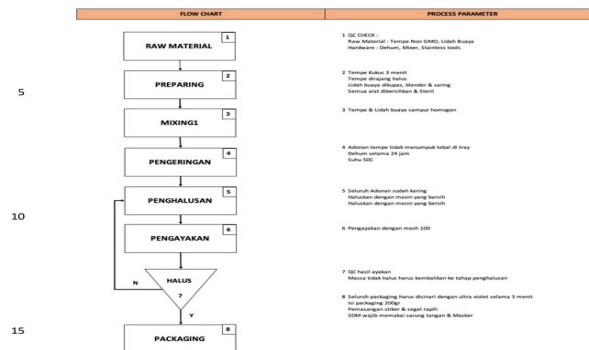 FLOW CHART
PROCESS PARAMETER
RAW MATERIAL 1
1 QC CHECK :
Raw Material : Tempe Non GMO, Lidah Buaya
Hardware : Dehum, Mixer, Stainless tools
5
PREPARING 2
2 Tempe Kukus 3 menit
Tempe dirajang halus
Lidah buaya dikupas, blender & saring
Semua alat dibersihkan & Steril
MIXING1 3
3 Tempe & Lidah buaya campur homogen
PENGERINGAN 4
4 Adonan tempe tidak menumpuk tebal di tray
Dehum selama 24 jam
Suhu 50C
10
PENGHALUSAN 5
5 Seluruh Adonan sudah kering
Haluskan dengan mesin yang bersih
Haluskan dengan mesin yang bersih
PENGAYAKAN 6
6 Pengayakan dengan mesh 100
HALUS
7
N
Y
7 QC hasil ayakan
Massa tidak halus harus kembalikan ke tahap penghalusan
15
PACKAGING 8
8 Seluruh packaging harus disinari dengan ultra violet selama 3 menit
Isi packaging 200gr
Pemasangan stiker & segel rapih
SDM wajib memakai sarung tangan & Masker